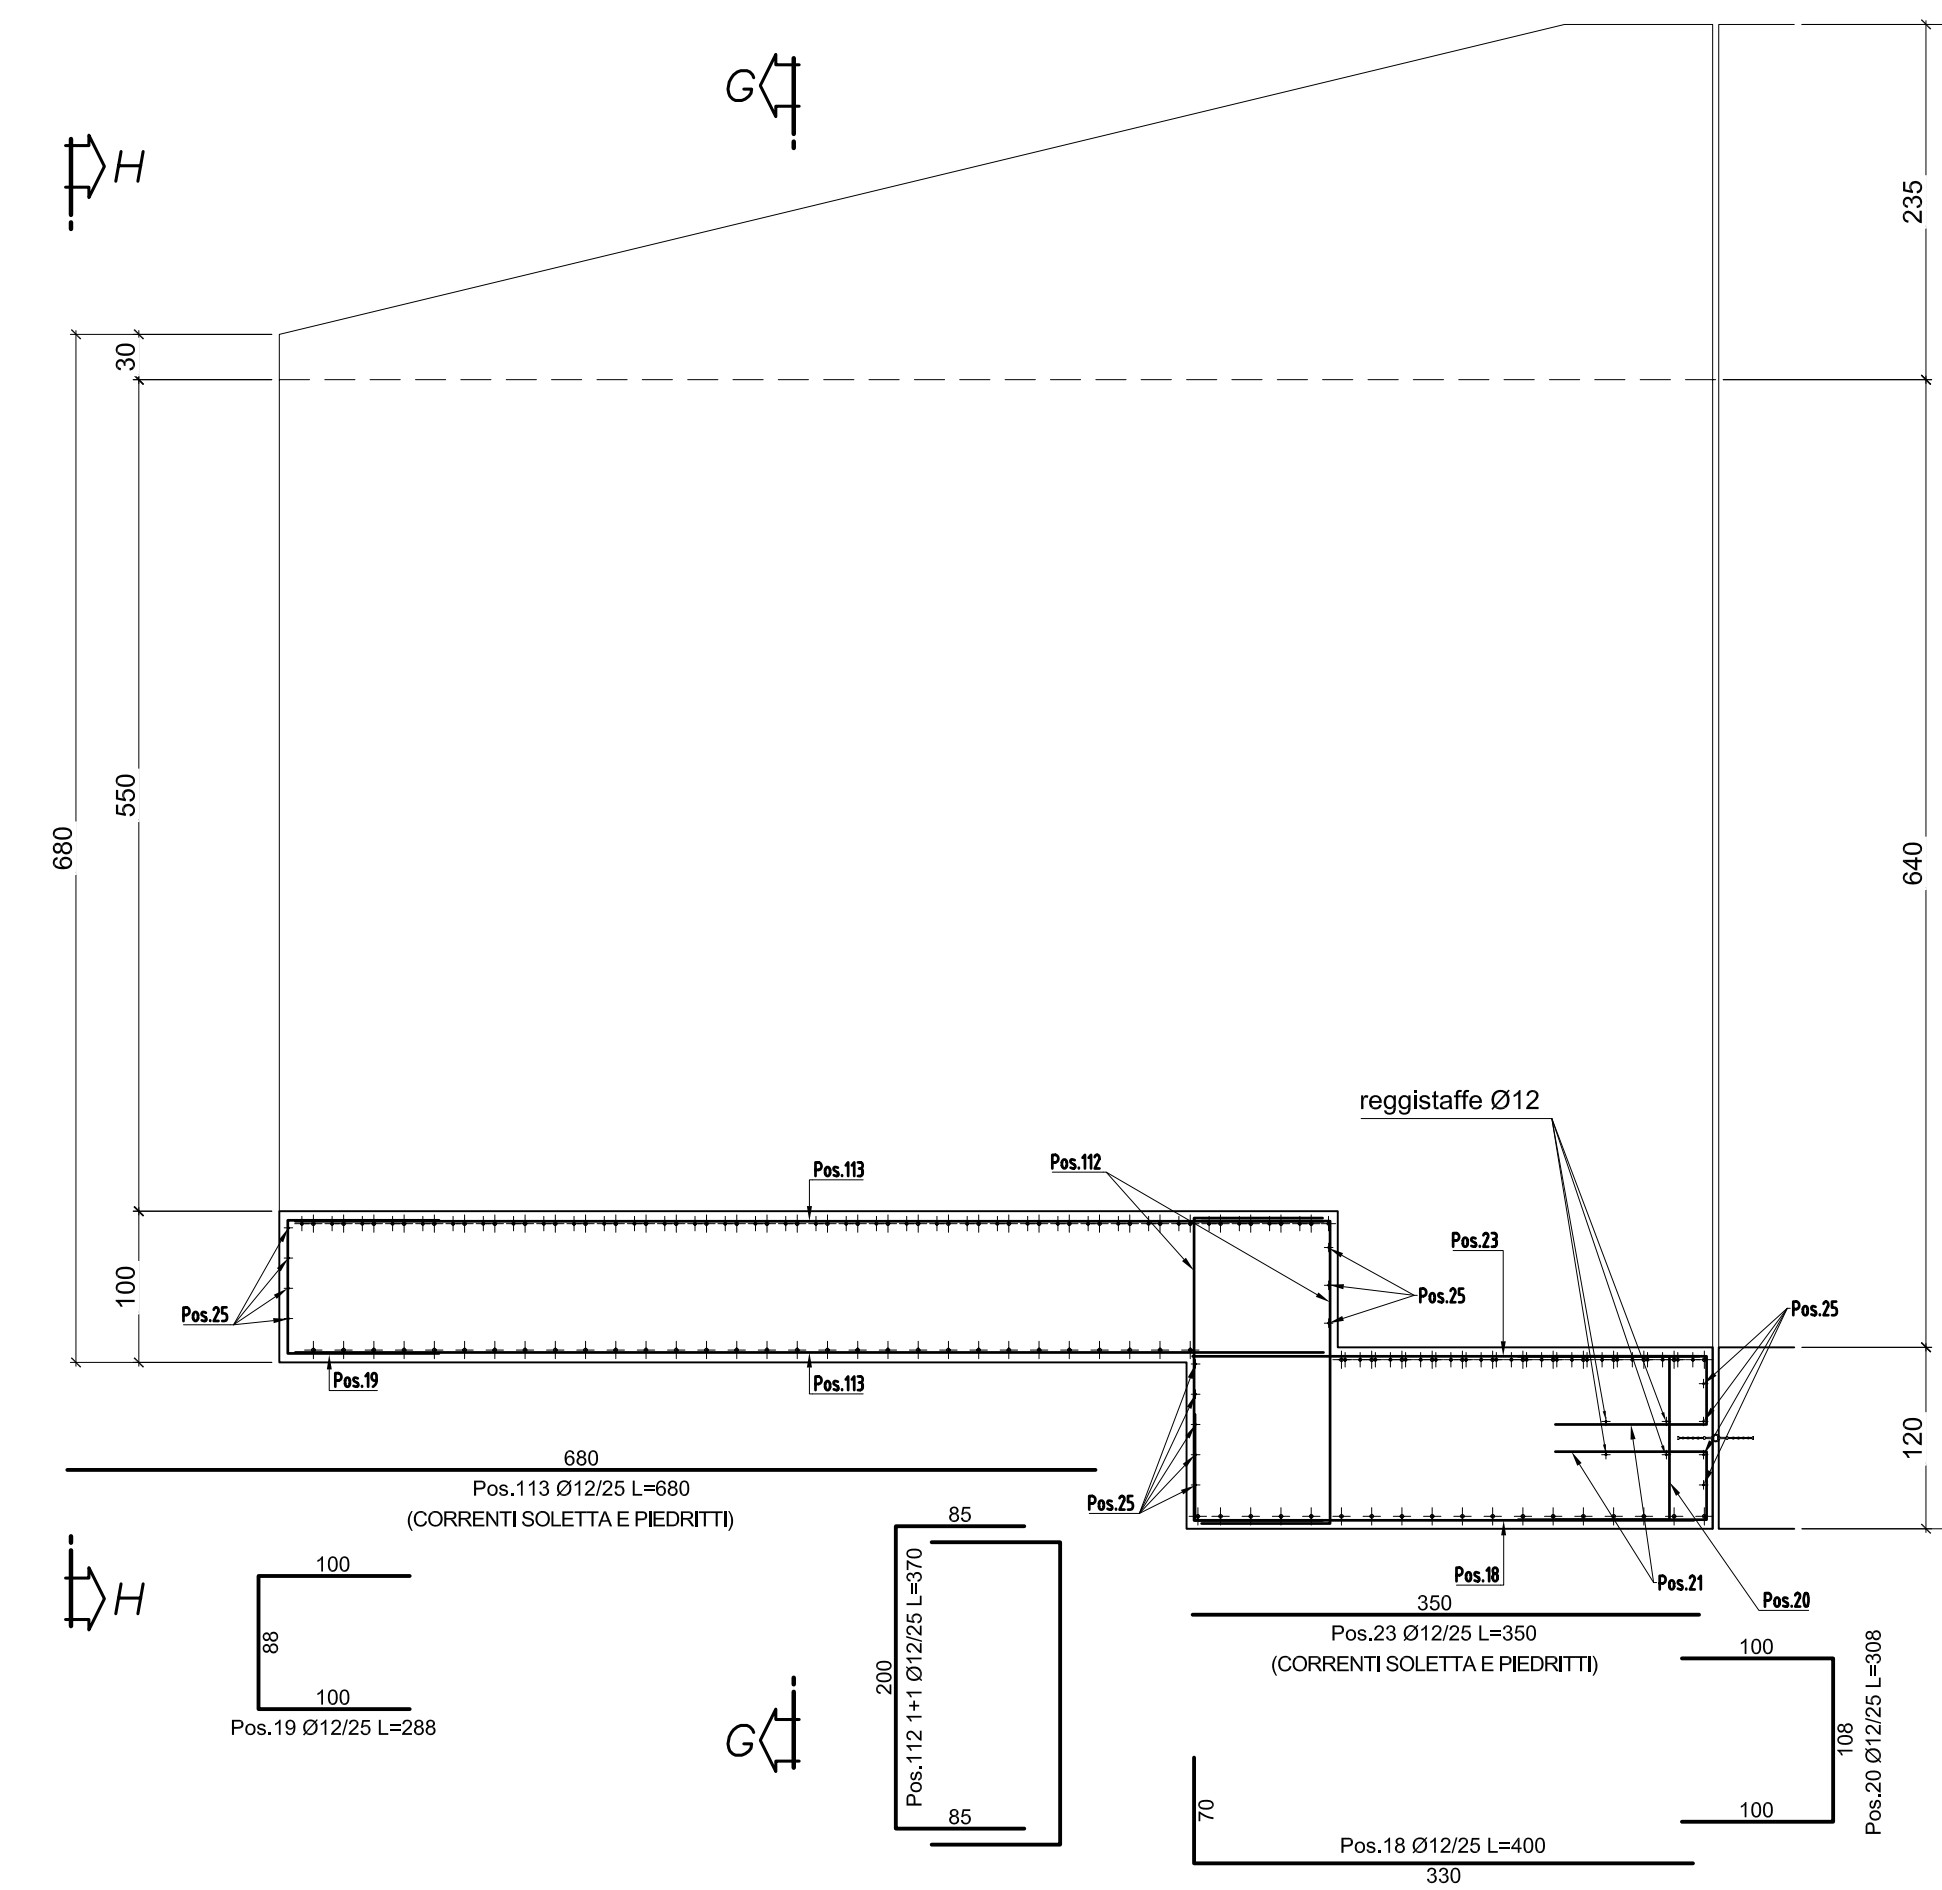 G
H
235
30
680
550
640
reggistaffe Ø12
Pos.113
Pos.112
Pos.23
100
Pos.25
Pos.25
Pos.25
Pos.19
Pos.113
120
680
Pos.113 Ø12/25 L=680
(CORRENTI SOLETTA E PIEDRITTI)
Pos.25
Pos.18
Pos.21
Pos.20
H
100
88
100
Pos.19 Ø12/25 L=288
85
200
Pos.112 1+1 Ø12/25 L=370
85
G
350
Pos.23 Ø12/25 L=350
(CORRENTI SOLETTA E PIEDRITTI)
100
108
100
Pos.20 Ø12/25 L=308
70
Pos.18 Ø12/25 L=400
330